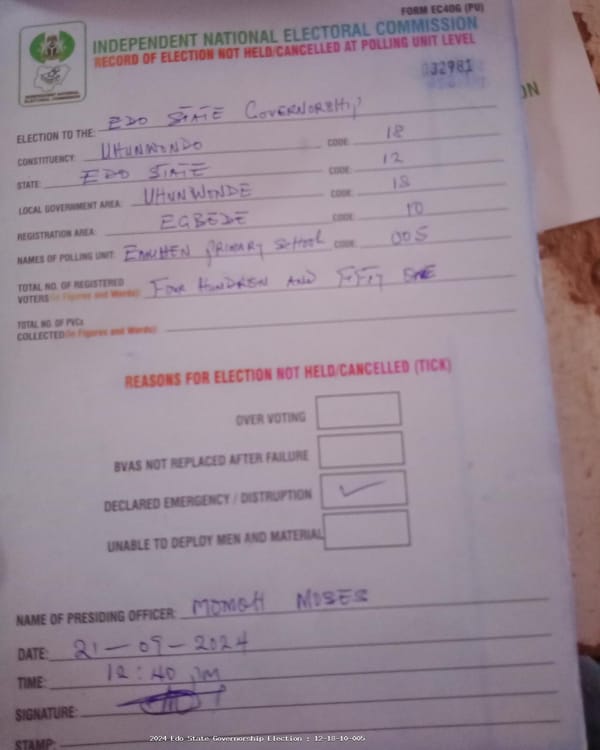 FORM EC40G (PU)
INDEPENDENT NATIONAL ELECTORAL COMMISSION
RECORD OF ELECTION NOT HELD/CANCELLED AT POLLING UNIT LEVEL
INDEPENDENT NATIONAL
ELECTORAL COMMISSION
032981
ON
ELECTION TO THE: EDO STATE GOVERNORSHIP
CONSTITUENCY: UHUNWONDO CODE: 18
STATE: EDO STATE CODE: 12
LOCAL GOVERNMENT AREA: UHUNWONDE CODE: 18
REGISTRATION AREA: EGBEDE CODE: 10
NAMES OF POLLING UNIT: EMUHEN PRIMARY SCHOOL CODE: 005
TOTAL NO. OF REGISTERED
VOTERS (in Figures and Words): FOUR HUNDRED AND FIFTY
TOTAL NO. OF PVCs
COLLECTED (in Figures and Words):
REASONS FOR ELECTION NOT HELD/CANCELLED (TICK)
OVER VOTING
BVAS NOT REPLACED AFTER FAILURE
DECLARED EMERGENCY / DISTRUPTION ✓
UNABLE TO DEPLOY MEN AND MATERIAL
NAME OF PRESIDING OFFICER: MOMOH MOSES
DATE: 21-09-2024
TIME: 12:40 PM
SIGNATURE:
STAMP:
2024 Edo State Governorship Election : 12-18-10-005